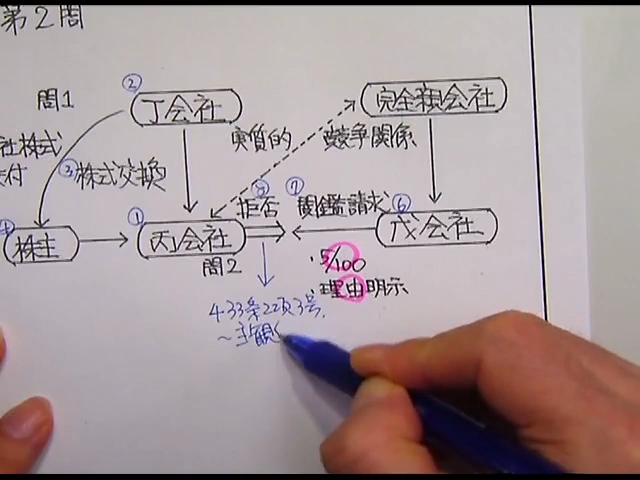 第2問
問1
②
丁会社
完全親会社
社株式
付
実質的
競争関係
③株式交換
⑧
拒否
⑦
閲覧請求
④
株主
①
丙会社
⑥
戊会社
問2
・5/100
・理由明示
433条2項3号、
～主観(